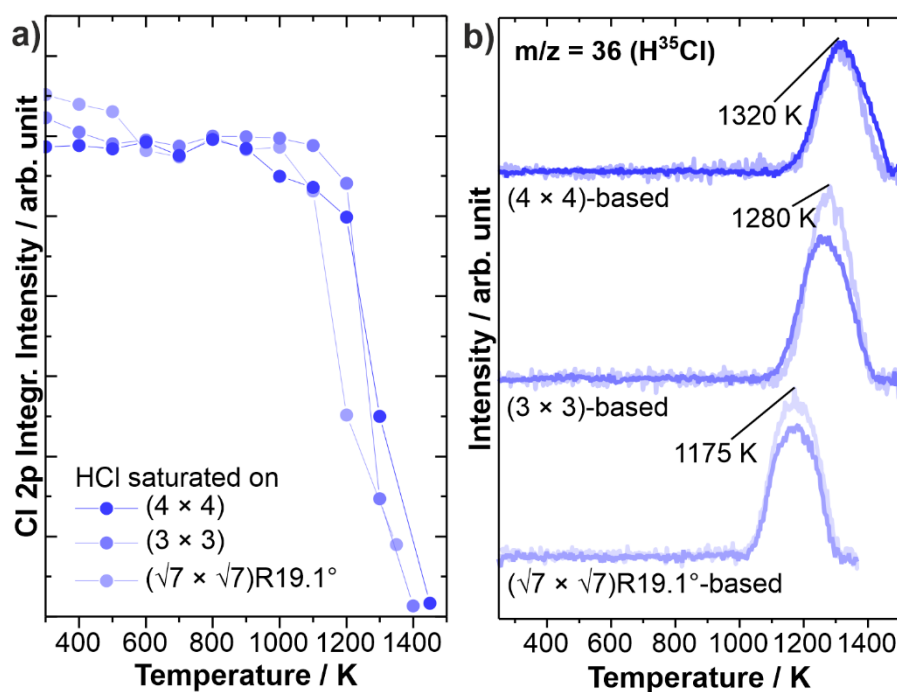 a)
Cl 2p Integr. Intensity / arb. unit
HCl saturated on
(4 × 4)
(3 × 3)
(√7 × √7)R19.1°
400 600 800 1000 1200 1400
Temperature / K
b)
m/z = 36 (H³⁵Cl)
1320 K
(4 × 4)-based
1280 K
(3 × 3)-based
1175 K
(√7 × √7)R19.1°-based
Intensity / arb. unit
400 600 800 1000 1200 1400
Temperature / K